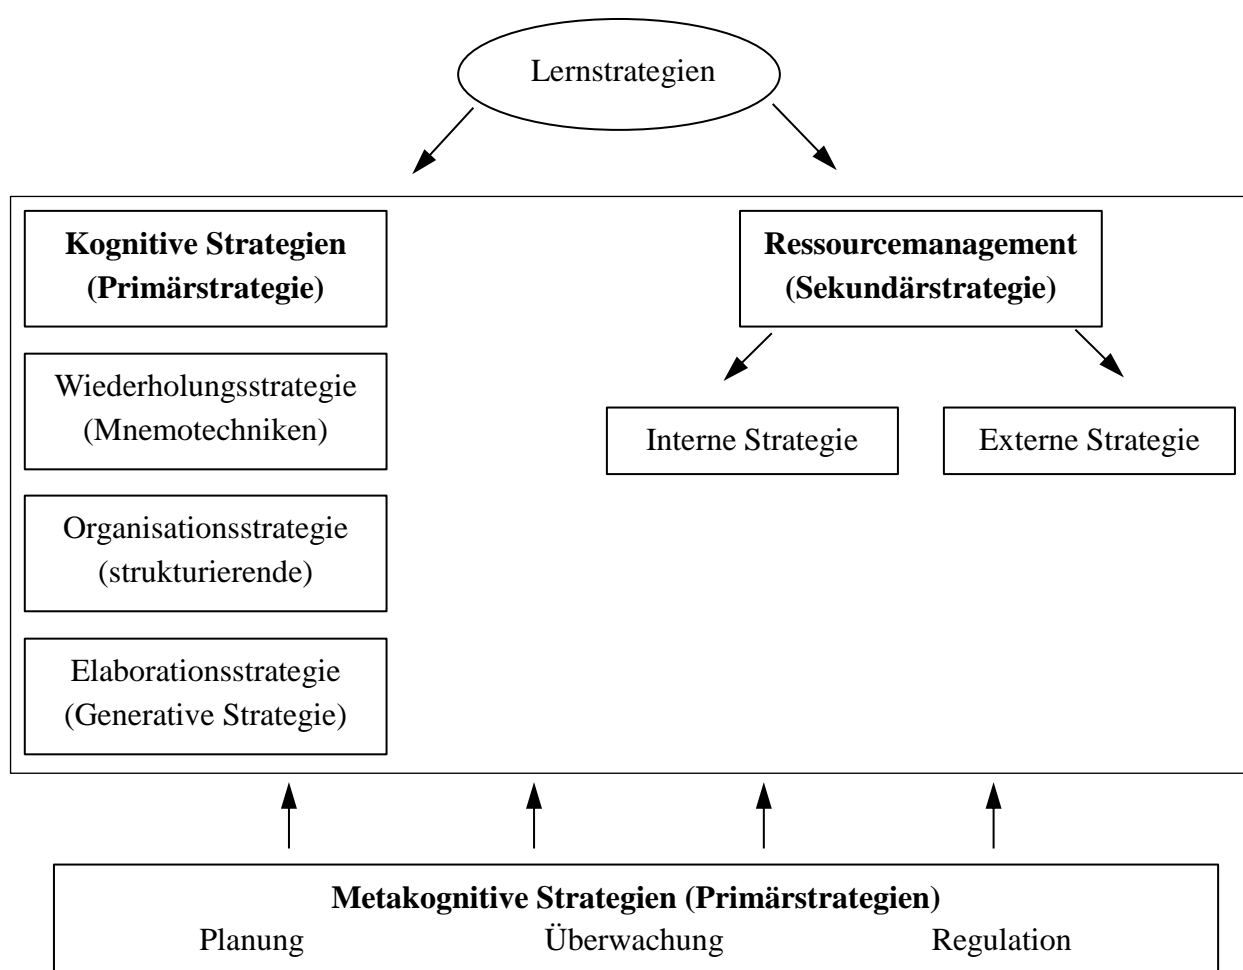 Lernstrategien
Kognitive Strategien
(Primärstrategie)
Ressourcemanagement
(Sekundärstrategie)
Wiederholungsstrategie
(Mnemotechniken)
Interne Strategie
Externe Strategie
Organisationsstrategie
(strukturierende)
Elaborationsstrategie
(Generative Strategie)
Metakognitive Strategien (Primärstrategien)
Planung Überwachung Regulation